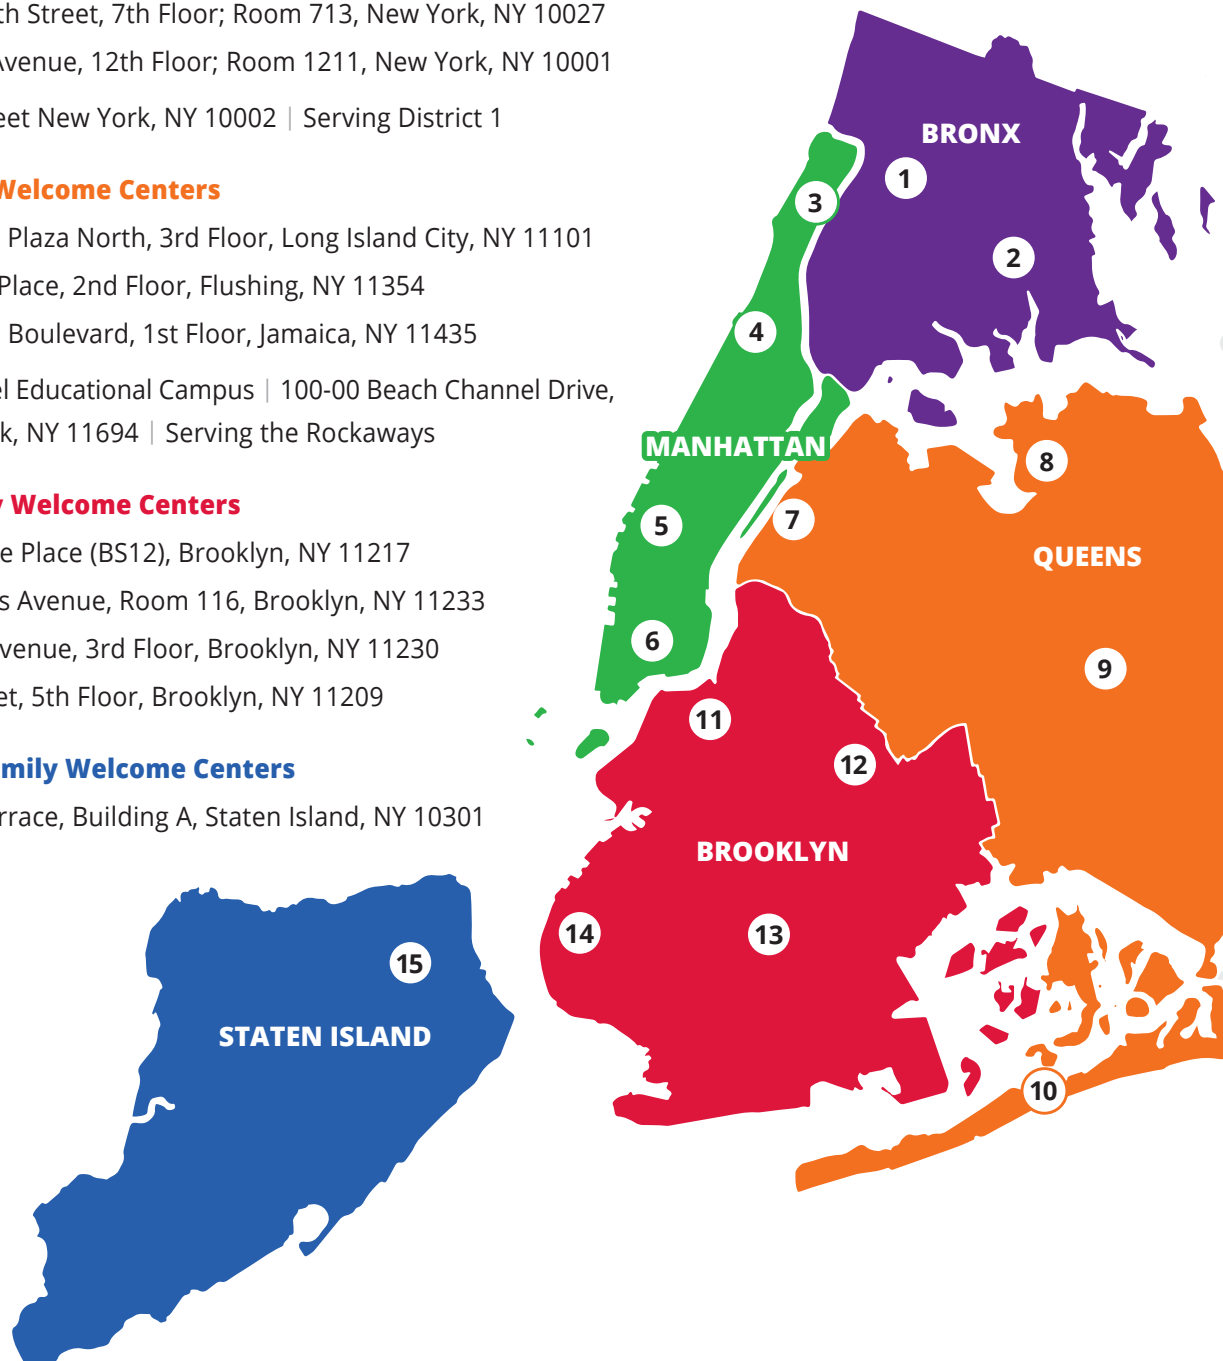 th Street, 7th Floor; Room 713, New York, NY 10027
Avenue, 12th Floor; Room 1211, New York, NY 10001
eet New York, NY 10002 | Serving District 1
Welcome Centers
Plaza North, 3rd Floor, Long Island City, NY 11101
Place, 2nd Floor, Flushing, NY 11354
Boulevard, 1st Floor, Jamaica, NY 11435
el Educational Campus | 100-00 Beach Channel Drive,
k, NY 11694 | Serving the Rockaways
y Welcome Centers
e Place (BS12), Brooklyn, NY 11217
s Avenue, Room 116, Brooklyn, NY 11233
venue, 3rd Floor, Brooklyn, NY 11230
et, 5th Floor, Brooklyn, NY 11209
mily Welcome Centers
rrace, Building A, Staten Island, NY 10301
BRONX
1
2
3
4
MANHATTAN
5
6
7
8
QUEENS
9
10
11
12
BROOKLYN
13
14
15
STATEN ISLAND